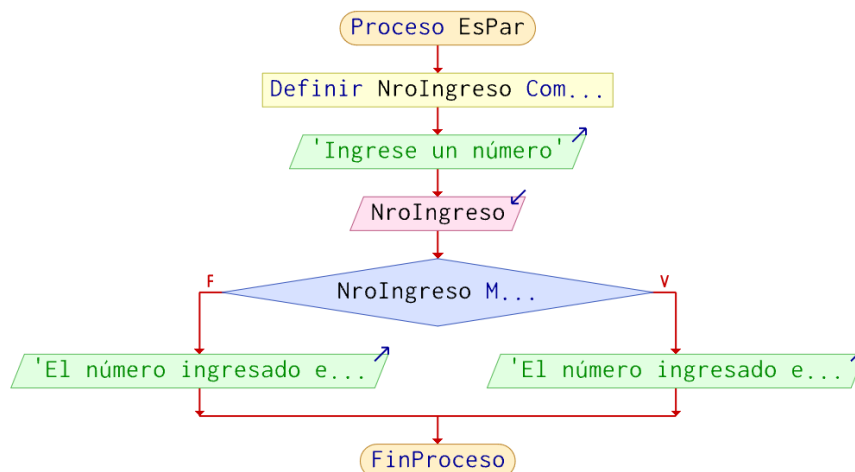 Proceso EsPar
Definir NroIngreso Com...
'Ingrese un número'
NroIngreso
F
V
NroIngreso M...
'El número ingresado e...
'El número ingresado e...
FinProceso